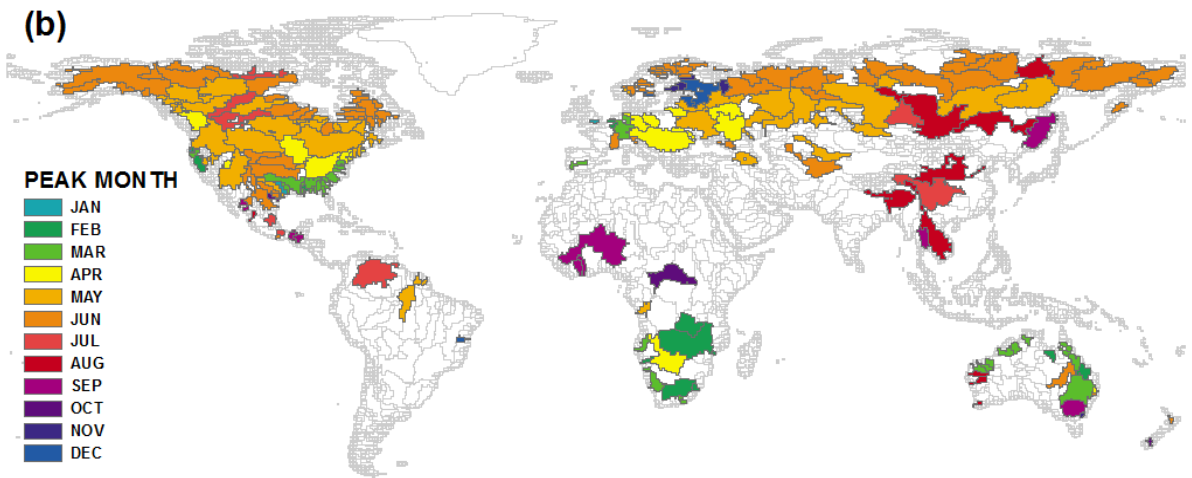 (b)
PEAK MONTH
JAN
FEB
MAR
APR
MAY
JUN
JUL
AUG
SEP
OCT
NOV
DEC